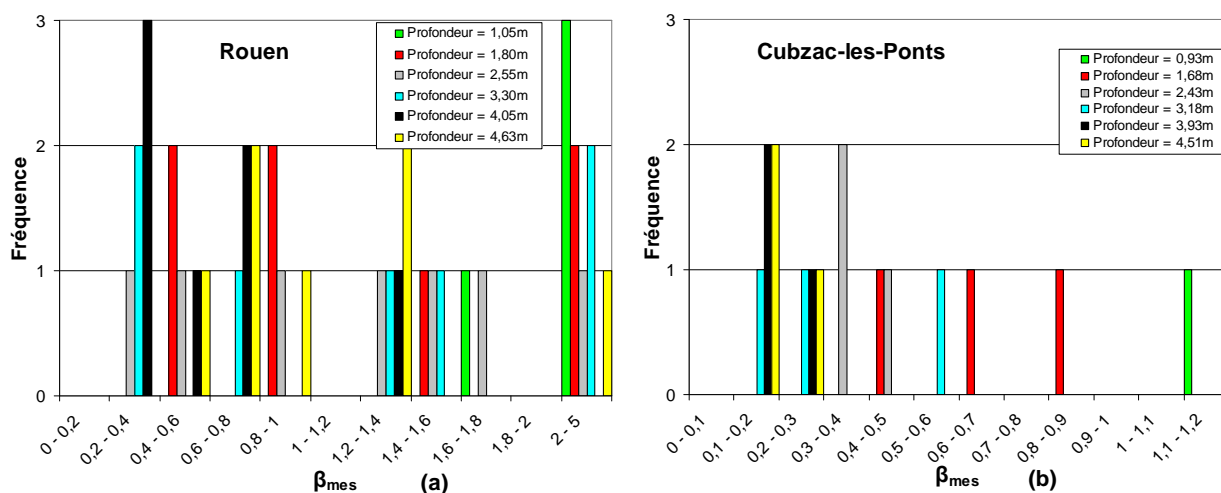 Rouen
Profondeur = 1,05m
Profondeur = 1,80m
Profondeur = 2,55m
Profondeur = 3,30m
Profondeur = 4,05m
Profondeur = 4,63m
Fréquence
3
2
1
0
0 - 0,2
0,2 - 0,4
0,4 - 0,6
0,6 - 0,8
0,8 - 1
1 - 1,2
1,2 - 1,4
1,4 - 1,6
1,6 - 1,8
1,8 - 2
2 - 5
βmes
(a)
Cubzac-les-Ponts
Profondeur = 0,93m
Profondeur = 1,68m
Profondeur = 2,43m
Profondeur = 3,18m
Profondeur = 3,93m
Profondeur = 4,51m
Fréquence
3
2
1
0
0 - 0,1
0,1 - 0,2
0,2 - 0,3
0,3 - 0,4
0,4 - 0,5
0,5 - 0,6
0,6 - 0,7
0,7 - 0,8
0,8 - 0,9
0,9 - 1
1 - 1,1
1,1 - 1,2
βmes
(b)